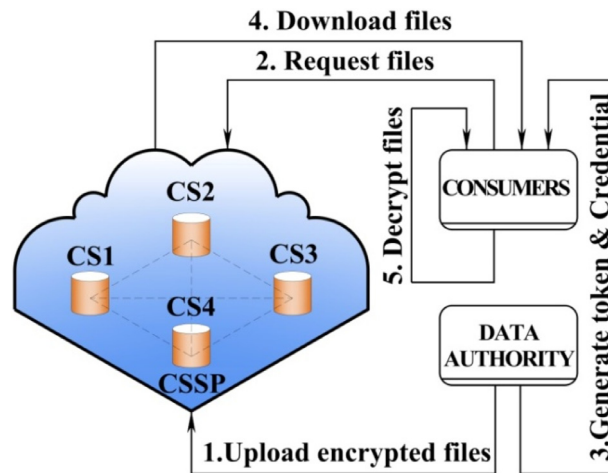 4. Download files
2. Request files
CS2
CS1
CS3
CS4
CSSP
5. Decrypt files
CONSUMERS
DATA
AUTHORITY
3.Generate token & Credential
1.Upload encrypted files